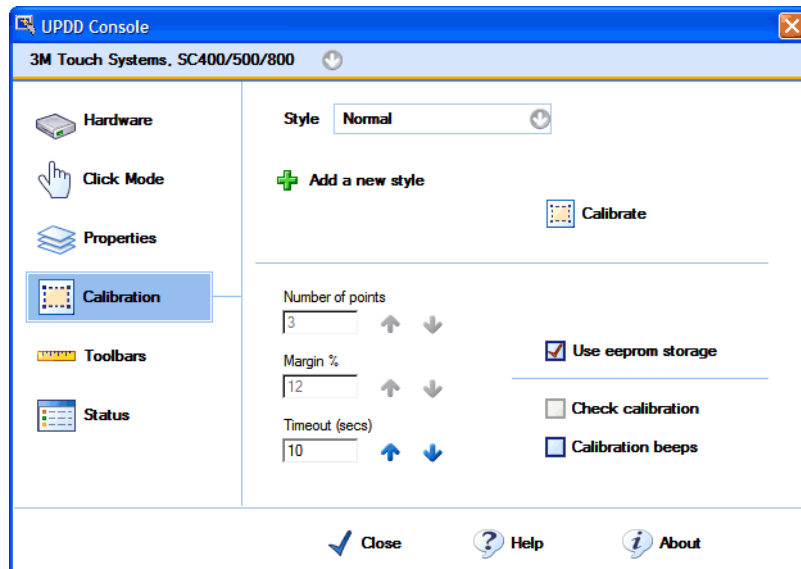 UPDD Console
3M Touch Systems, SC400/500/800
Hardware
Click Mode
Properties
Calibration
Toolbars
Status
Style Normal
Add a new style
Calibrate
Number of points
3
Margin %
12
Timeout (secs)
10
Use eeprom storage
Check calibration
Calibration beeps
Close Help About